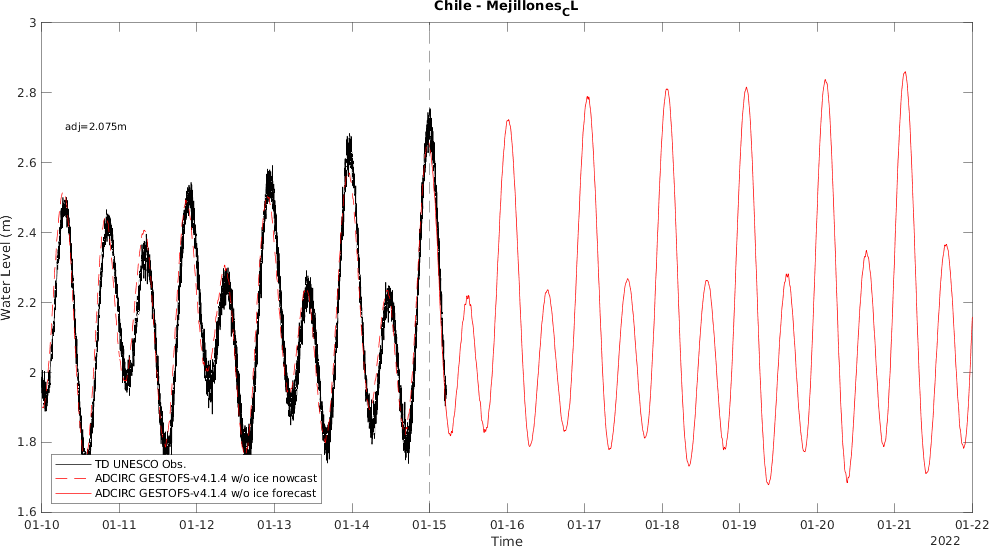 Chile - Mejillones_CL
3
2.8
2.6
2.4
2.2
2
1.8
1.6
Water Level (m)
adj=2.075m
TD UNESCO Obs.
ADCIRC GESTOFS-v4.1.4 w/o ice nowcast
ADCIRC GESTOFS-v4.1.4 w/o ice forecast
01-10 01-11 01-12 01-13 01-14 01-15 01-16 01-17 01-18 01-19 01-20 01-21 01-22
Time
2022